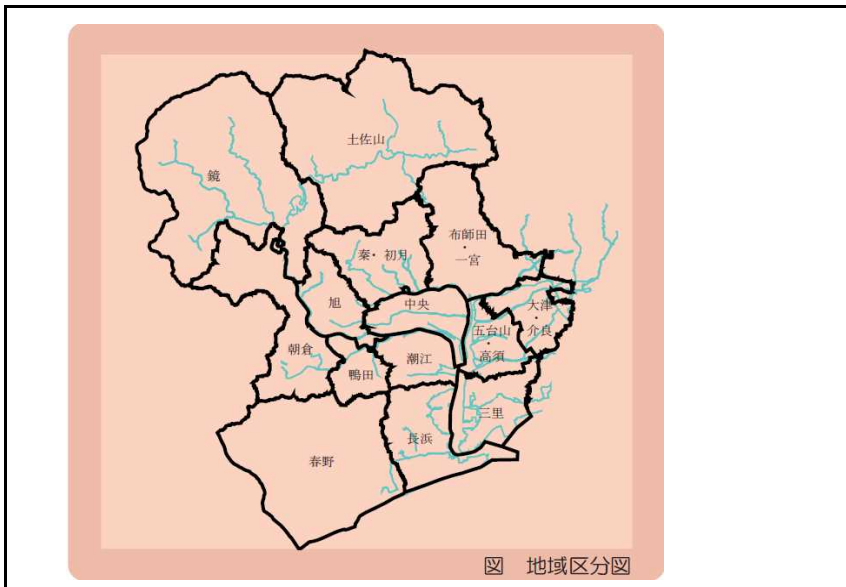 土佐山
鏡
布師田
・
一宮
秦・初月
旭
中央
大津
・
介良
五台山
・
高須
朝倉
鴨田
潮江
三里
長浜
春野
図　地域区分図